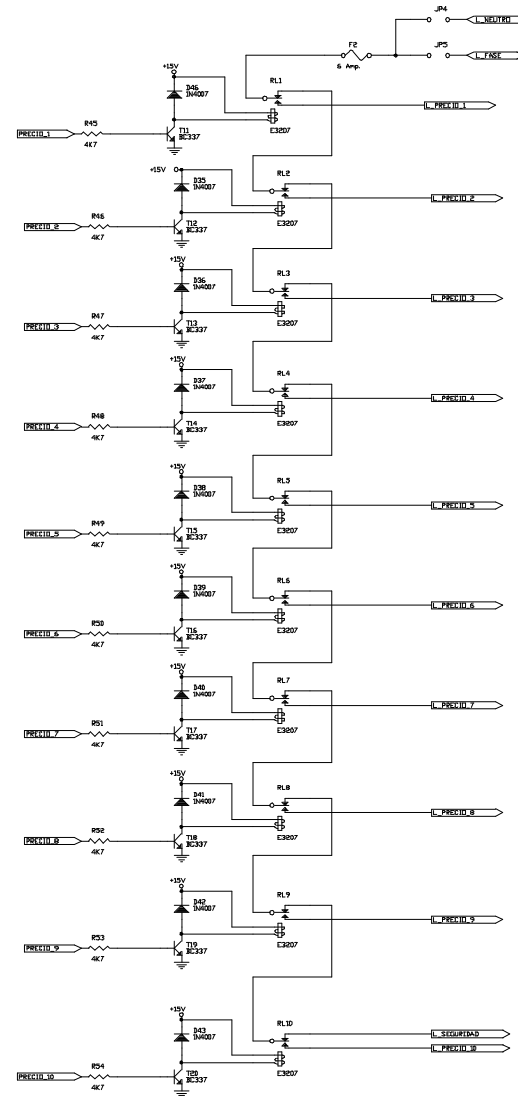 JP4
L_NEUTRO
F2
JP5
L_FASE
6 Amp.
+15V
D46
1N4007
RL1
L_PRECIO_1
E3207
R45
T11
BC337
PRECIO_1
4K7
+15V
D35
1N4007
RL2
L_PRECIO_2
E3207
R46
T12
BC337
PRECIO_2
4K7
+15V
D36
1N4007
RL3
L_PRECIO_3
E3207
R47
T13
BC337
PRECIO_3
4K7
+15V
D37
1N4007
RL4
L_PRECIO_4
E3207
R48
T14
BC337
PRECIO_4
4K7
+15V
D38
1N4007
RL5
L_PRECIO_5
E3207
R49
T15
BC337
PRECIO_5
4K7
+15V
D39
1N4007
RL6
L_PRECIO_6
E3207
R50
T16
BC337
PRECIO_6
4K7
+15V
D40
1N4007
RL7
L_PRECIO_7
E3207
R51
T17
BC337
PRECIO_7
4K7
+15V
D41
1N4007
RL8
L_PRECIO_8
E3207
R52
T18
BC337
PRECIO_8
4K7
+15V
D42
1N4007
RL9
L_PRECIO_9
E3207
R53
T19
BC337
PRECIO_9
4K7
+15V
D43
1N4007
RL10
L_SEGURIDAD
L_PRECIO_10
E3207
R54
T20
BC337
PRECIO_10
4K7